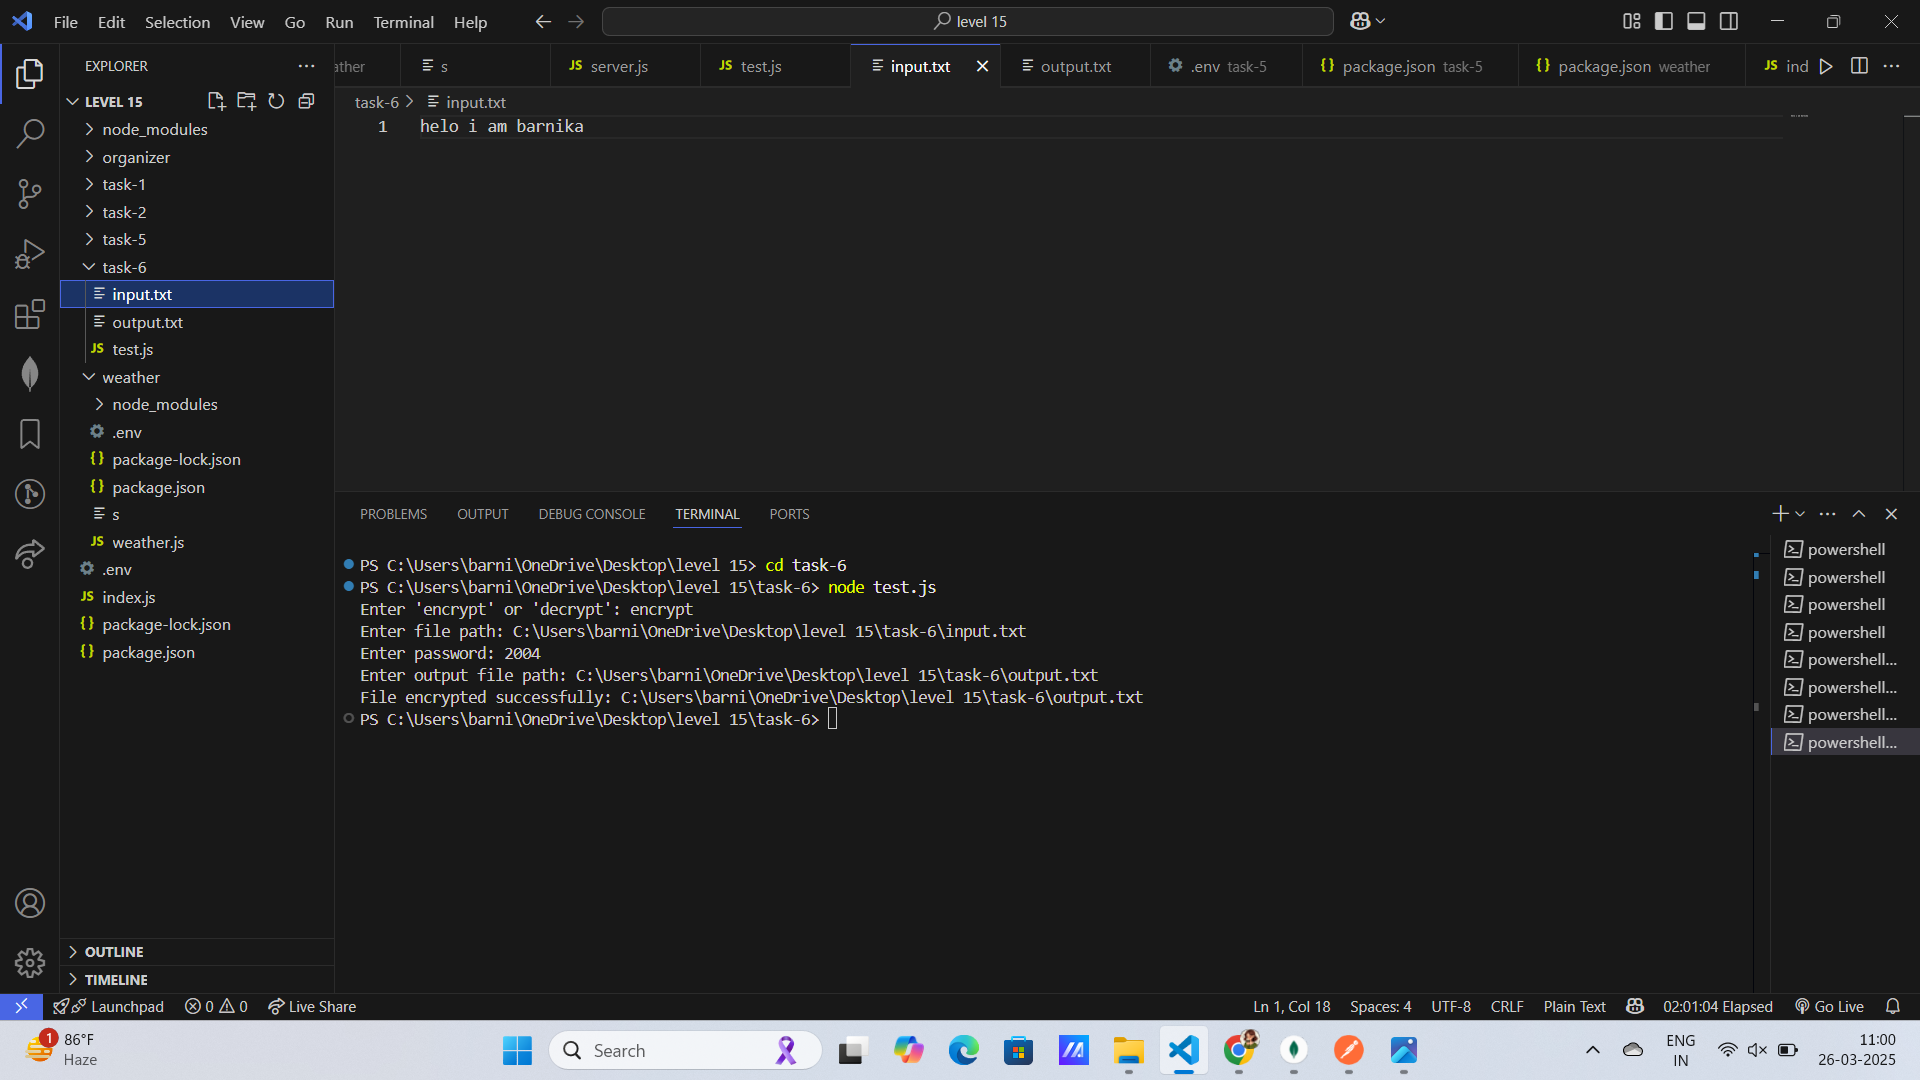 File Edit Selection View Go Run Terminal Help
level 15
EXPLORER
LEVEL 15
node_modules
organizer
task-1
task-2
task-5
task-6
input.txt
output.txt
test.js
weather
node_modules
.env
package-lock.json
package.json
s
weather.js
.env
index.js
package-lock.json
package.json
OUTLINE
TIMELINE
ather
s
JS server.js
JS test.js
input.txt
output.txt
.env task-5
{} package.json task-5
{} package.json weather
JS ind
task-6 > input.txt
1 helo i am barnika
PROBLEMS OUTPUT DEBUG CONSOLE TERMINAL PORTS
PS C:\Users\barni\OneDrive\Desktop\level 15> cd task-6
PS C:\Users\barni\OneDrive\Desktop\level 15\task-6> node test.js
Enter 'encrypt' or 'decrypt': encrypt
Enter file path: C:\Users\barni\OneDrive\Desktop\level 15\task-6\input.txt
Enter password: 2004
Enter output file path: C:\Users\barni\OneDrive\Desktop\level 15\task-6\output.txt
File encrypted successfully: C:\Users\barni\OneDrive\Desktop\level 15\task-6\output.txt
PS C:\Users\barni\OneDrive\Desktop\level 15\task-6>
powershell
powershell
powershell
powershell
powershell...
powershell...
powershell...
powershell...
Launchpad 0 0 Live Share
Ln 1, Col 18 Spaces: 4 UTF-8 CRLF Plain Text 02:01:04 Elapsed Go Live
1
86°F
Haze
Search
ENG
IN
11:00
26-03-2025